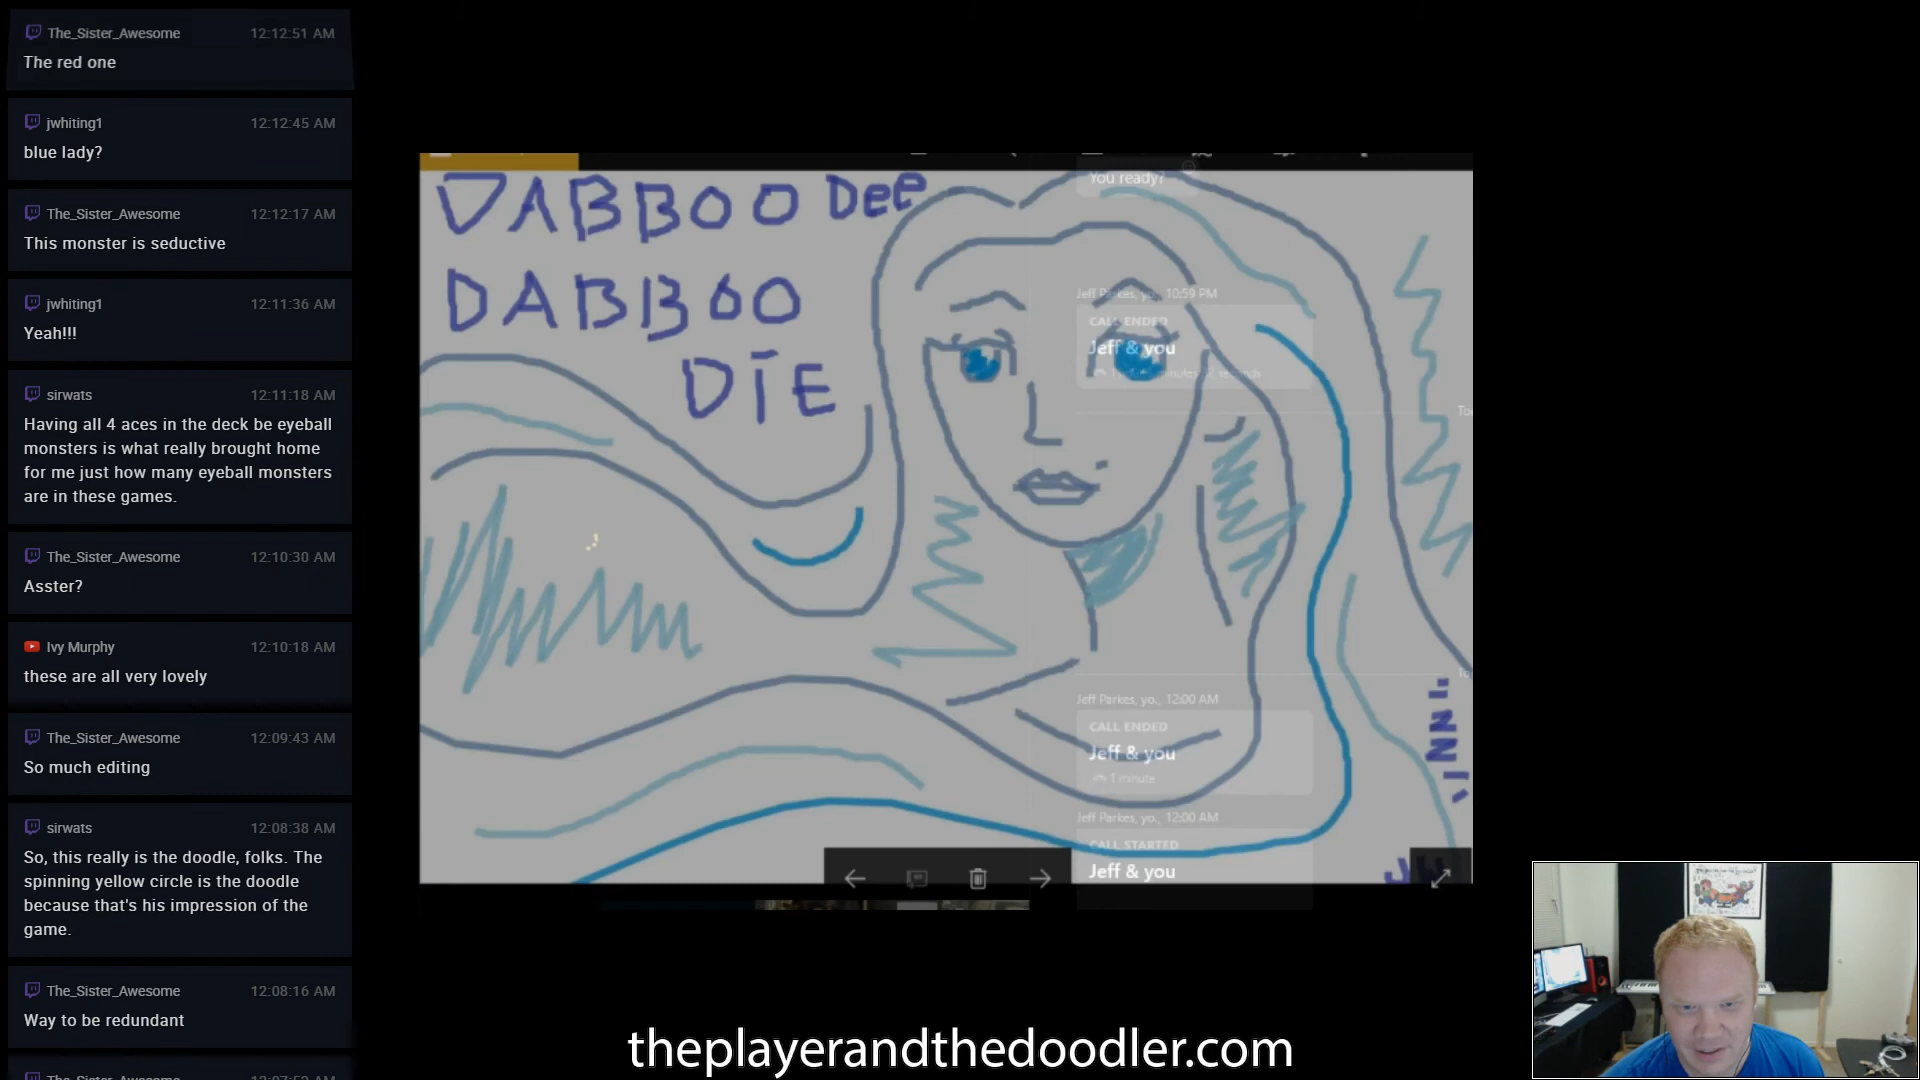 The_Sister_Awesome 12:12:51 AM
The red one
jwhiting1 12:12:45 AM
blue lady?
The_Sister_Awesome 12:12:17 AM
This monster is seductive
jwhiting1 12:11:36 AM
Yeah!!!
sirwats 12:11:18 AM
Having all 4 aces in the deck be eyeball
monsters is what really brought home
for me just how many eyeball monsters
are in these games.
The_Sister_Awesome 12:10:30 AM
Asster?
Ivy Murphy 12:10:18 AM
these are all very lovely
The_Sister_Awesome 12:09:43 AM
So much editing
sirwats 12:08:38 AM
So, this really is the doodle, folks. The
spinning yellow circle is the doodle
because that's his impression of the
game.
The_Sister_Awesome 12:08:16 AM
Way to be redundant
DABBOO DEE
DABBOO
DIE
You ready?
Jeff Parkes, yo., 10:59 PM
CALL ENDED
Jeff & you
Jeff Parkes, yo., 12:00 AM
CALL ENDED
Jeff & you
1 minute
Jeff Parkes, yo., 12:00 AM
CALL STARTED
Jeff & you
theplayerandthedoodler.com